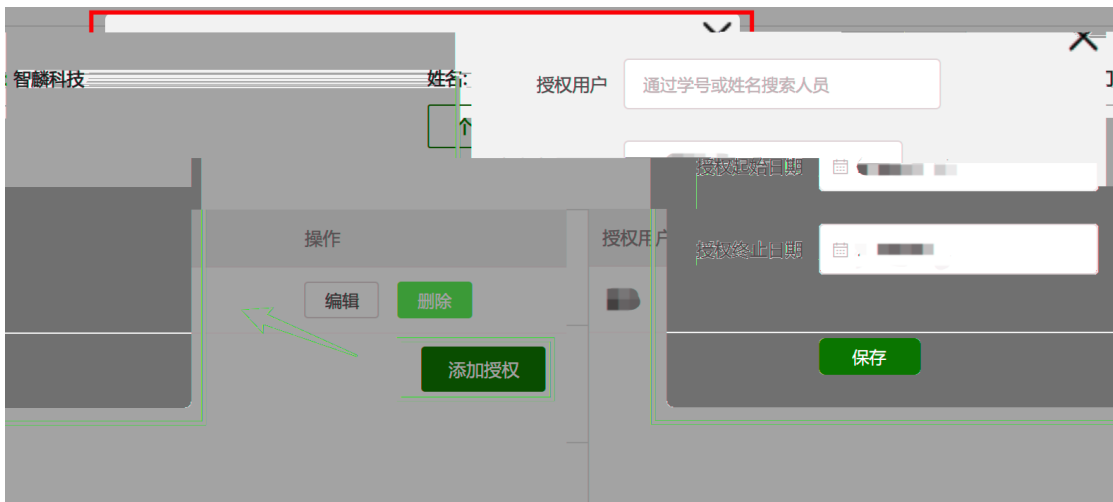 智麟科技
姓名:
授权用户 通过学号或姓名搜索人员
个
授权起始日期
操作
授权用户
授权终止日期
编辑 删除
保存
添加授权